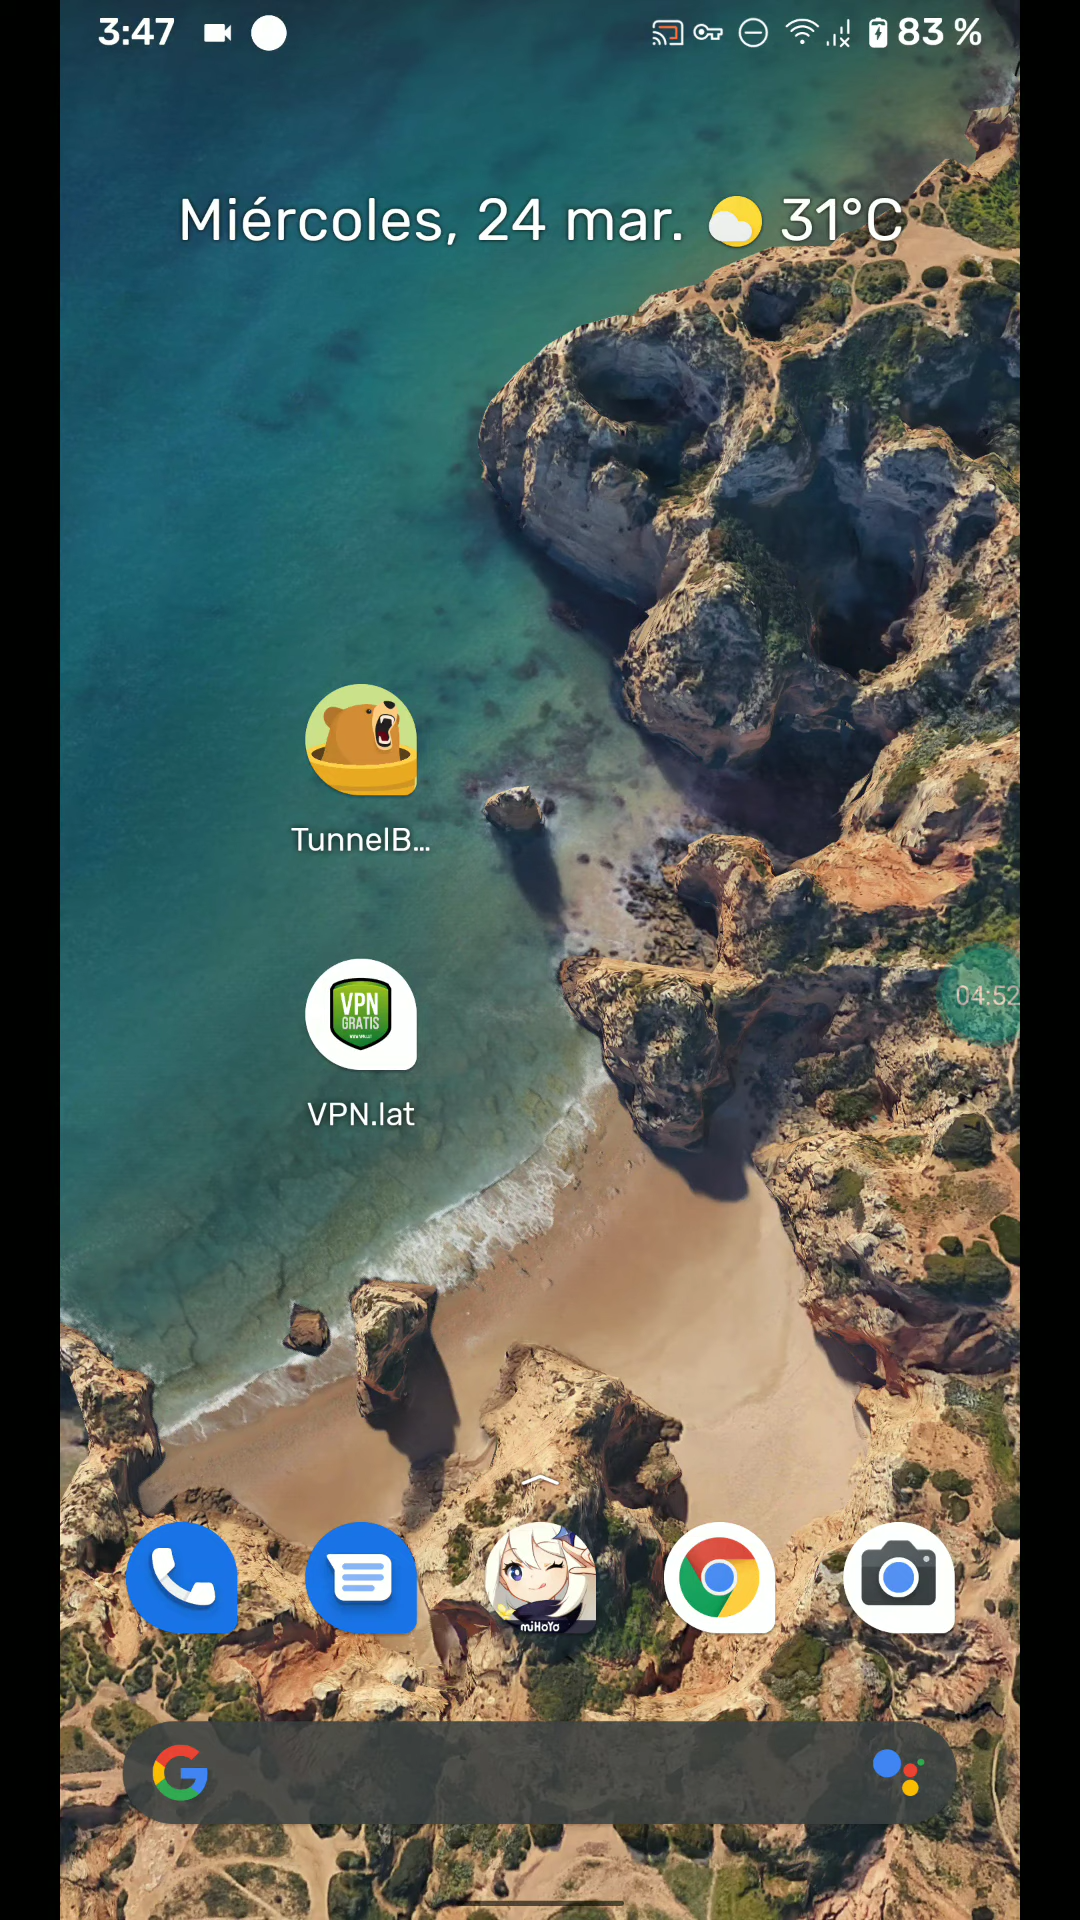 3:47
83 %
Miércoles, 24 mar. 31°C
TunnelB...
VPN
GRATIS
VPN.lat
04:52
miHoYo